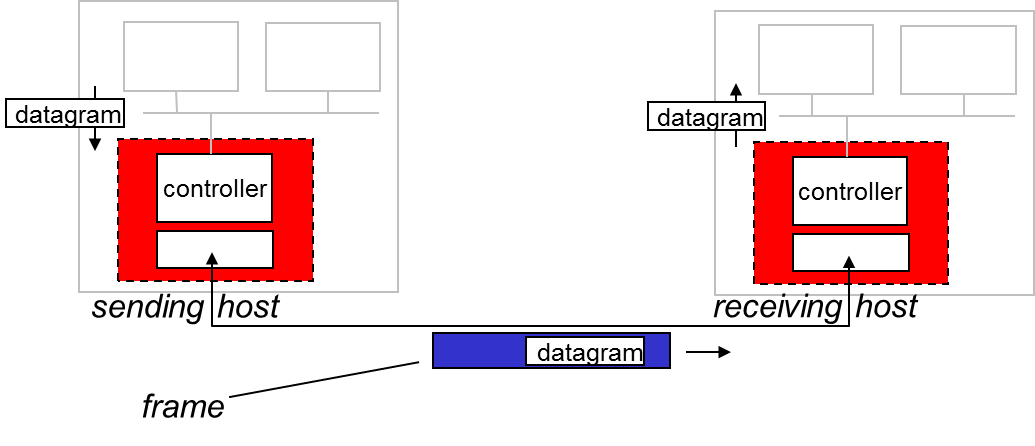 datagram
datagram
controller
controller
sending host
receiving host
datagram
frame